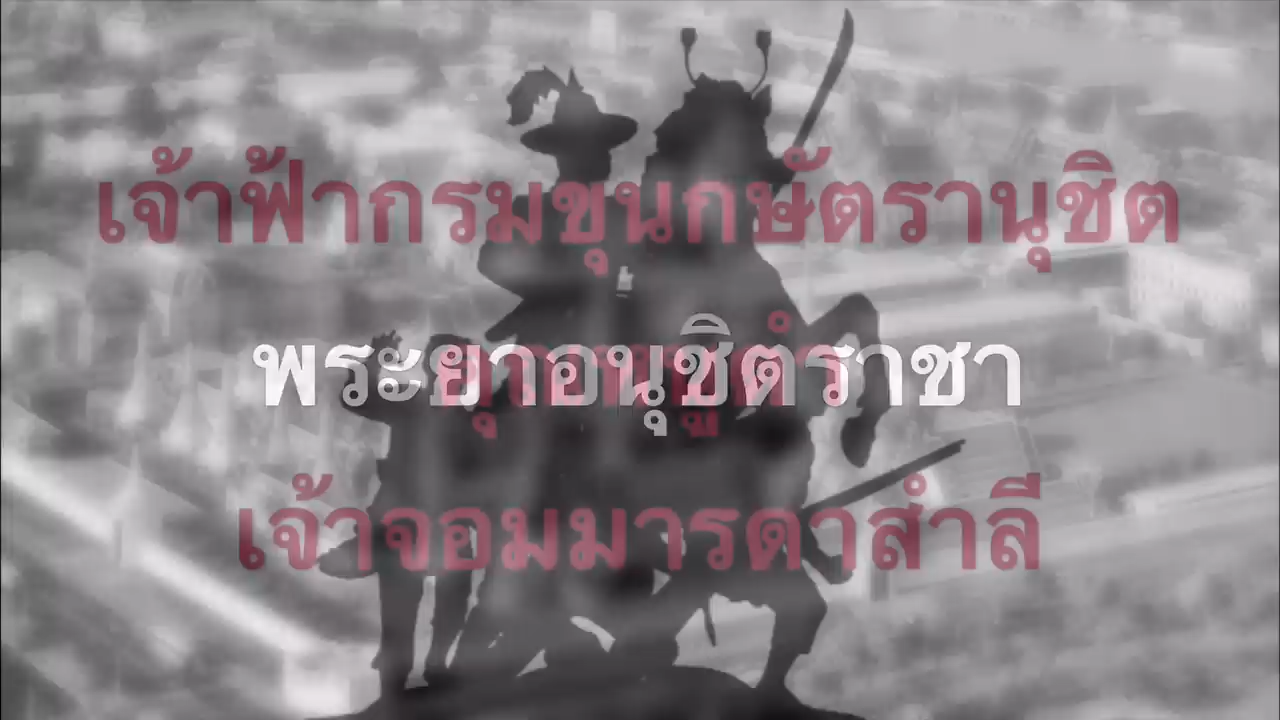 เจ้าฟ้ากรมขุนกษัตรานุชิต
พระยาอนุชิตราชา
เจ้าจอมมารดาสำลี